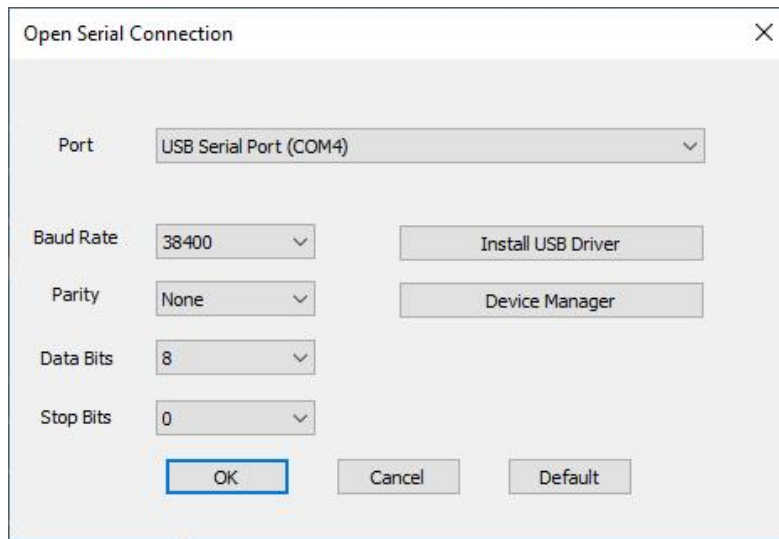 Open Serial Connection
Port USB Serial Port (COM4)
Baud Rate 38400 Install USB Driver
Parity None Device Manager
Data Bits 8
Stop Bits 0
OK Cancel Default